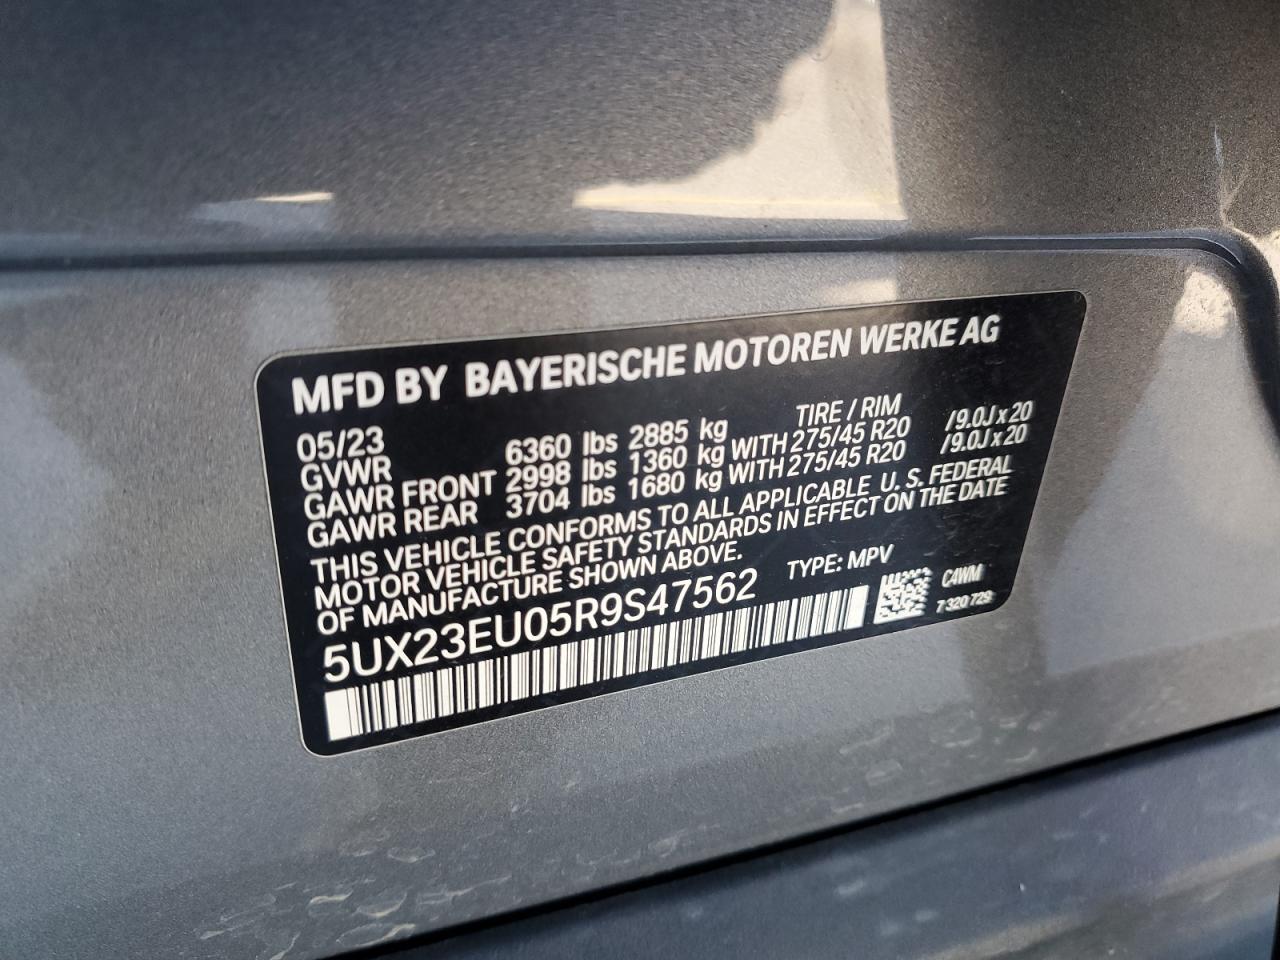 MFD BY BAYERISCHE MOTOREN WERKE AG
05/23 TIRE / RIM
GVWR 6360 lbs 2885 kg
GAWR FRONT 2998 lbs 1360 kg WITH 275/45 R20 /9.0J x 20
GAWR REAR 3704 lbs 1680 kg WITH 275/45 R20 /9.0J x 20
THIS VEHICLE CONFORMS TO ALL APPLICABLE U. S. FEDERAL
MOTOR VEHICLE SAFETY STANDARDS IN EFFECT ON THE DATE
OF MANUFACTURE SHOWN ABOVE.
5UX23EU05R9S47562 TYPE: MPV
C4WM
7 320 729